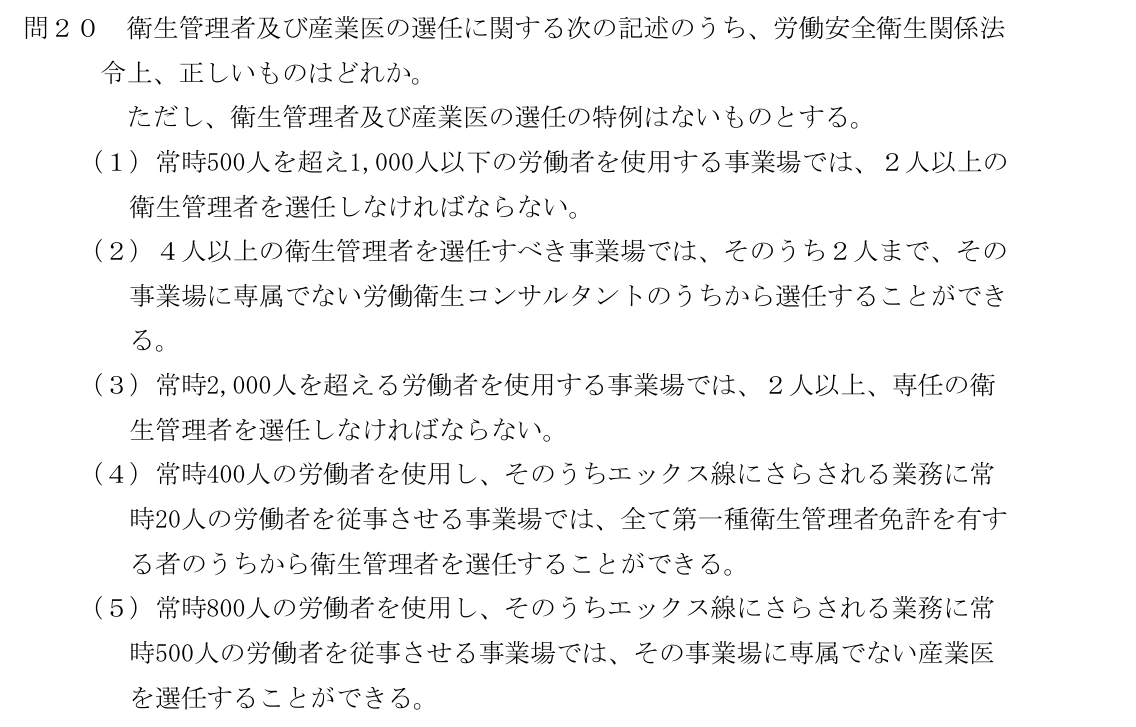 問２０　衛生管理者及び産業医の選任に関する次の記述のうち、労働安全衛生関係法
令上、正しいものはどれか。
ただし、衛生管理者及び産業医の選任の特例はないものとする。
（１）常時500人を超え1,000人以下の労働者を使用する事業場では、２人以上の
衛生管理者を選任しなければならない。
（２）４人以上の衛生管理者を選任すべき事業場では、そのうち２人まで、その
事業場に専属でない労働衛生コンサルタントのうちから選任することができ
る。
（３）常時2,000人を超える労働者を使用する事業場では、２人以上、専任の衛
生管理者を選任しなければならない。
（４）常時400人の労働者を使用し、そのうちエックス線にさらされる業務に常
時20人の労働者を従事させる事業場では、全て第一種衛生管理者免許を有す
る者のうちから衛生管理者を選任することができる。
（５）常時800人の労働者を使用し、そのうちエックス線にさらされる業務に常
時500人の労働者を従事させる事業場では、その事業場に専属でない産業医
を選任することができる。